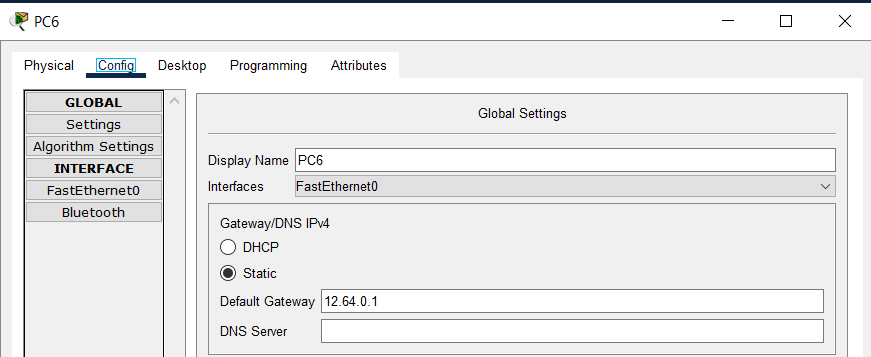 PC6
Physical Config Desktop Programming Attributes
GLOBAL
Settings
Algorithm Settings
INTERFACE
FastEthernet0
Bluetooth
Global Settings
Display Name PC6
Interfaces FastEthernet0
Gateway/DNS IPv4
DHCP
Static
Default Gateway 12.64.0.1
DNS Server